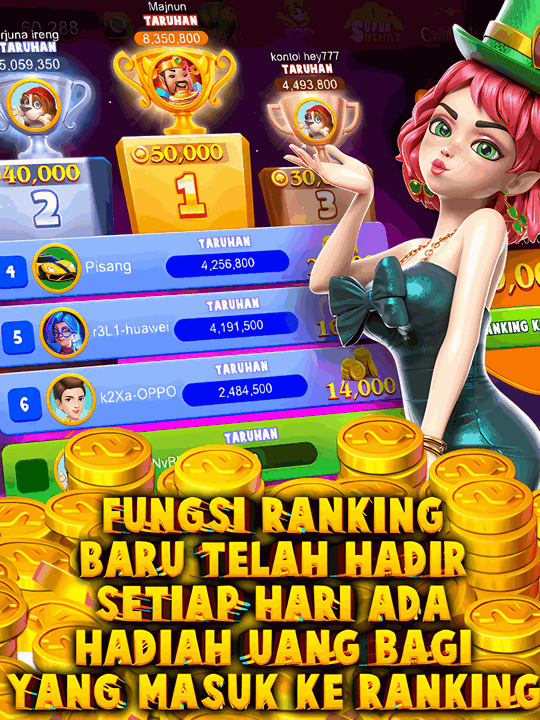 60,288
Majnun
TARUHAN
8,350,800
rjuna ireng
TARUHAN
5,059,350
kontol hey777
TARUHAN
4,493,800
50,000
1
40,000
2
30,
3
4
Pisang
TARUHAN
4,256,800
5
r3L1-huawei
TARUHAN
4,191,500
6
k2Xa-OPPO
TARUHAN
2,484,500
14,000
TARUHAN
ANKING K
FUNGSI RANKING
BARU TELAH HADIR
SETIAP HARI ADA
HADIAH UANG BAGI
YANG MASUK KE RANKING